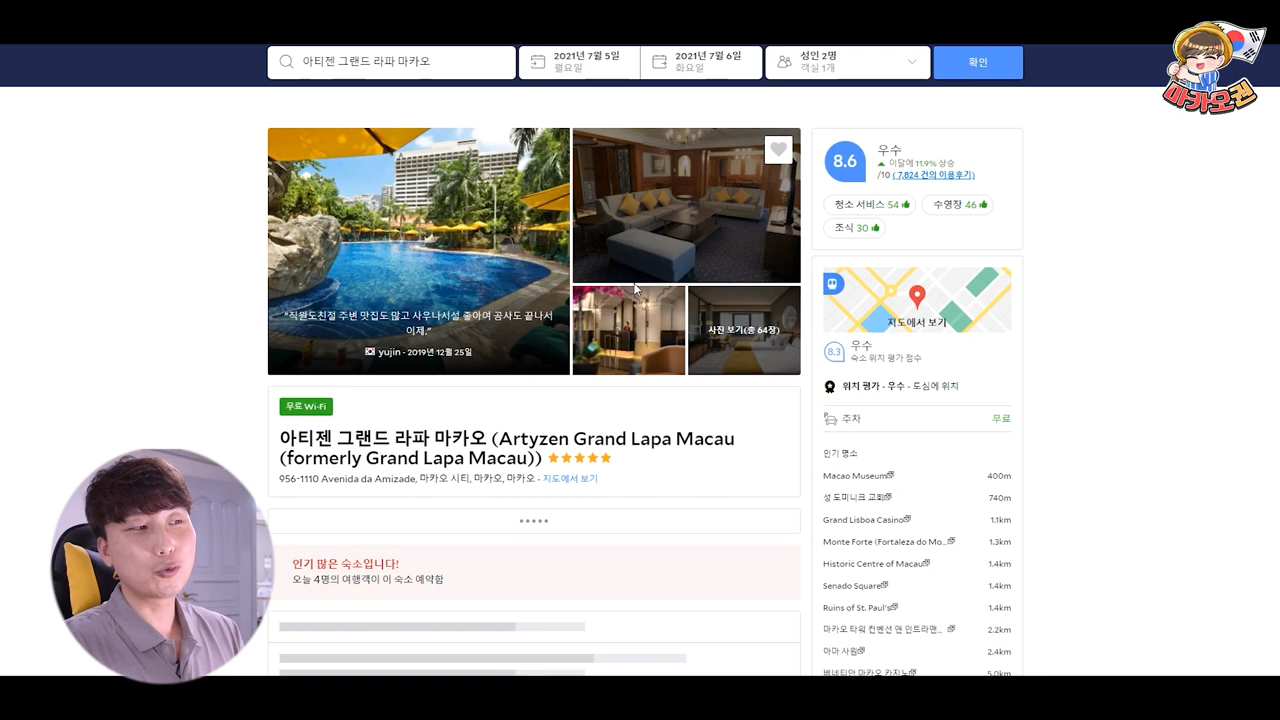 아티젠 그랜드 라파 마카오
2021년 7월 5일
월요일
2021년 7월 6일
화요일
성인 2명
객실 1개
확인
마카오권
"직원도친절 주변 맛집도 많고 사우나시설 좋아여 공사도 끝나서
이제."
yujin - 2019년 12월 25일
사진 보기(총 64장)
8.6
우수
이달에 11.9% 상승
/10 ( 7,824 건의 이용후기)
청소 서비스 54
수영장 46
조식 30
지도에서 보기
8.3
우수
숙소 위치 평가 점수
위치 평가 - 우수 - 도심에 위치
주차
무료
인기 명소
Macao Museum
400m
성 도미니크 교회
740m
Grand Lisboa Casino
1.1km
Monte Forte (Fortaleza do Mo...
1.3km
Historic Centre of Macau
1.4km
Senado Square
1.4km
Ruins of St. Paul's
1.4km
마카오 타워 컨벤션 앤 인트라맨...
2.2km
아마 사원
2.4km
베네티안 마카오 카지노
5.0km
무료 Wi-Fi
아티젠 그랜드 라파 마카오 (Artyzen Grand Lapa Macau
(formerly Grand Lapa Macau))
956-1110 Avenida da Amizade, 마카오 시티, 마카오, 마카오 - 지도에서 보기
인기 많은 숙소입니다!
오늘 4명의 여행객이 이 숙소 예약함